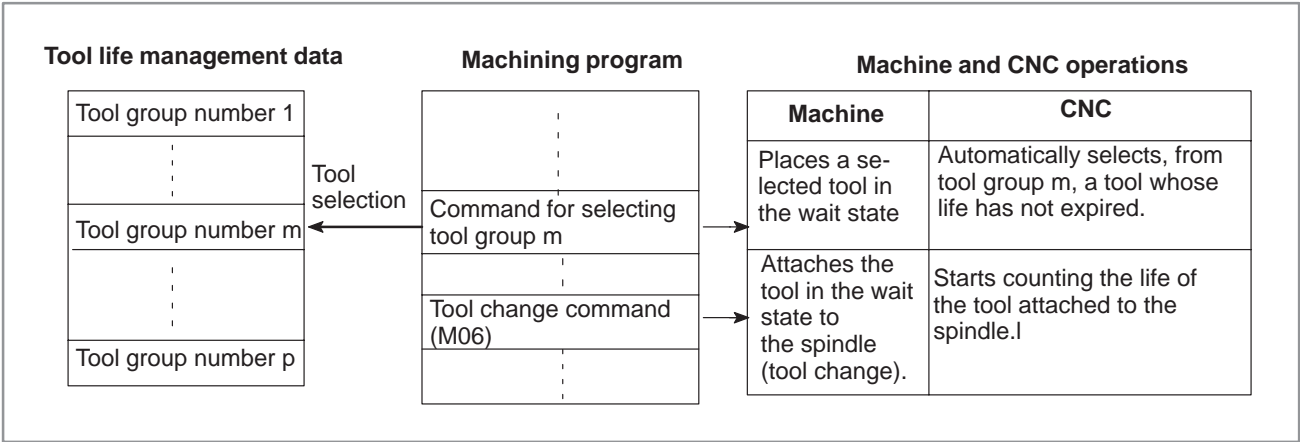 Tool life management data
Tool group number 1
Tool group number m
Tool group number p
Tool
selection
Machining program
Command for selecting
tool group m
Tool change command
(M06)
Machine and CNC operations
Machine
CNC
Places a se-
lected tool in
the wait state
Automatically selects, from
tool group m, a tool whose
life has not expired.
Attaches the
tool in the wait
state to
the spindle
(tool change).
Starts counting the life of
the tool attached to the
spindle.l